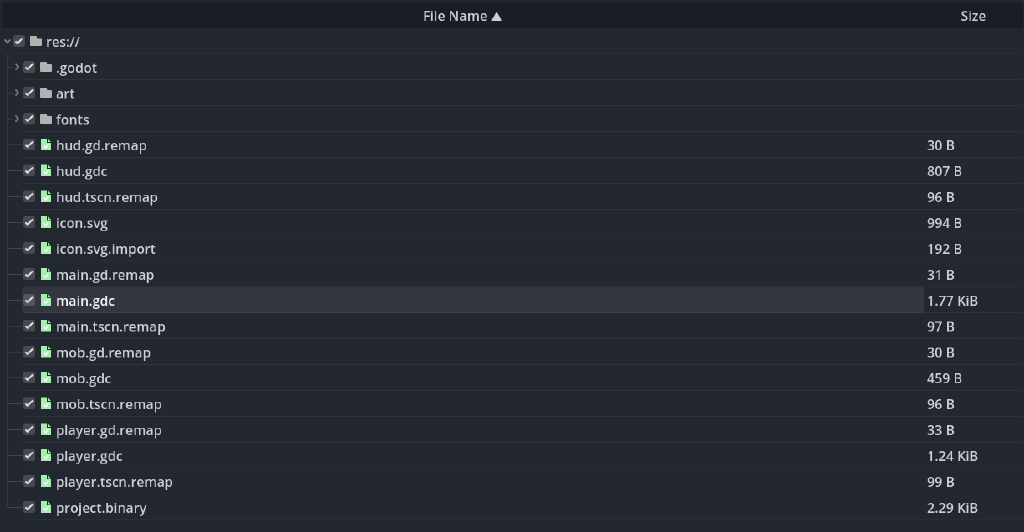 File Name ▲ Size
res://
.godot
art
fonts
hud.gd.remap 30 B
hud.gdc 807 B
hud.tscn.remap 96 B
icon.svg 994 B
icon.svg.import 192 B
main.gd.remap 31 B
main.gdc 1.77 KiB
main.tscn.remap 97 B
mob.gd.remap 30 B
mob.gdc 459 B
mob.tscn.remap 96 B
player.gd.remap 33 B
player.gdc 1.24 KiB
player.tscn.remap 99 B
project.binary 2.29 KiB